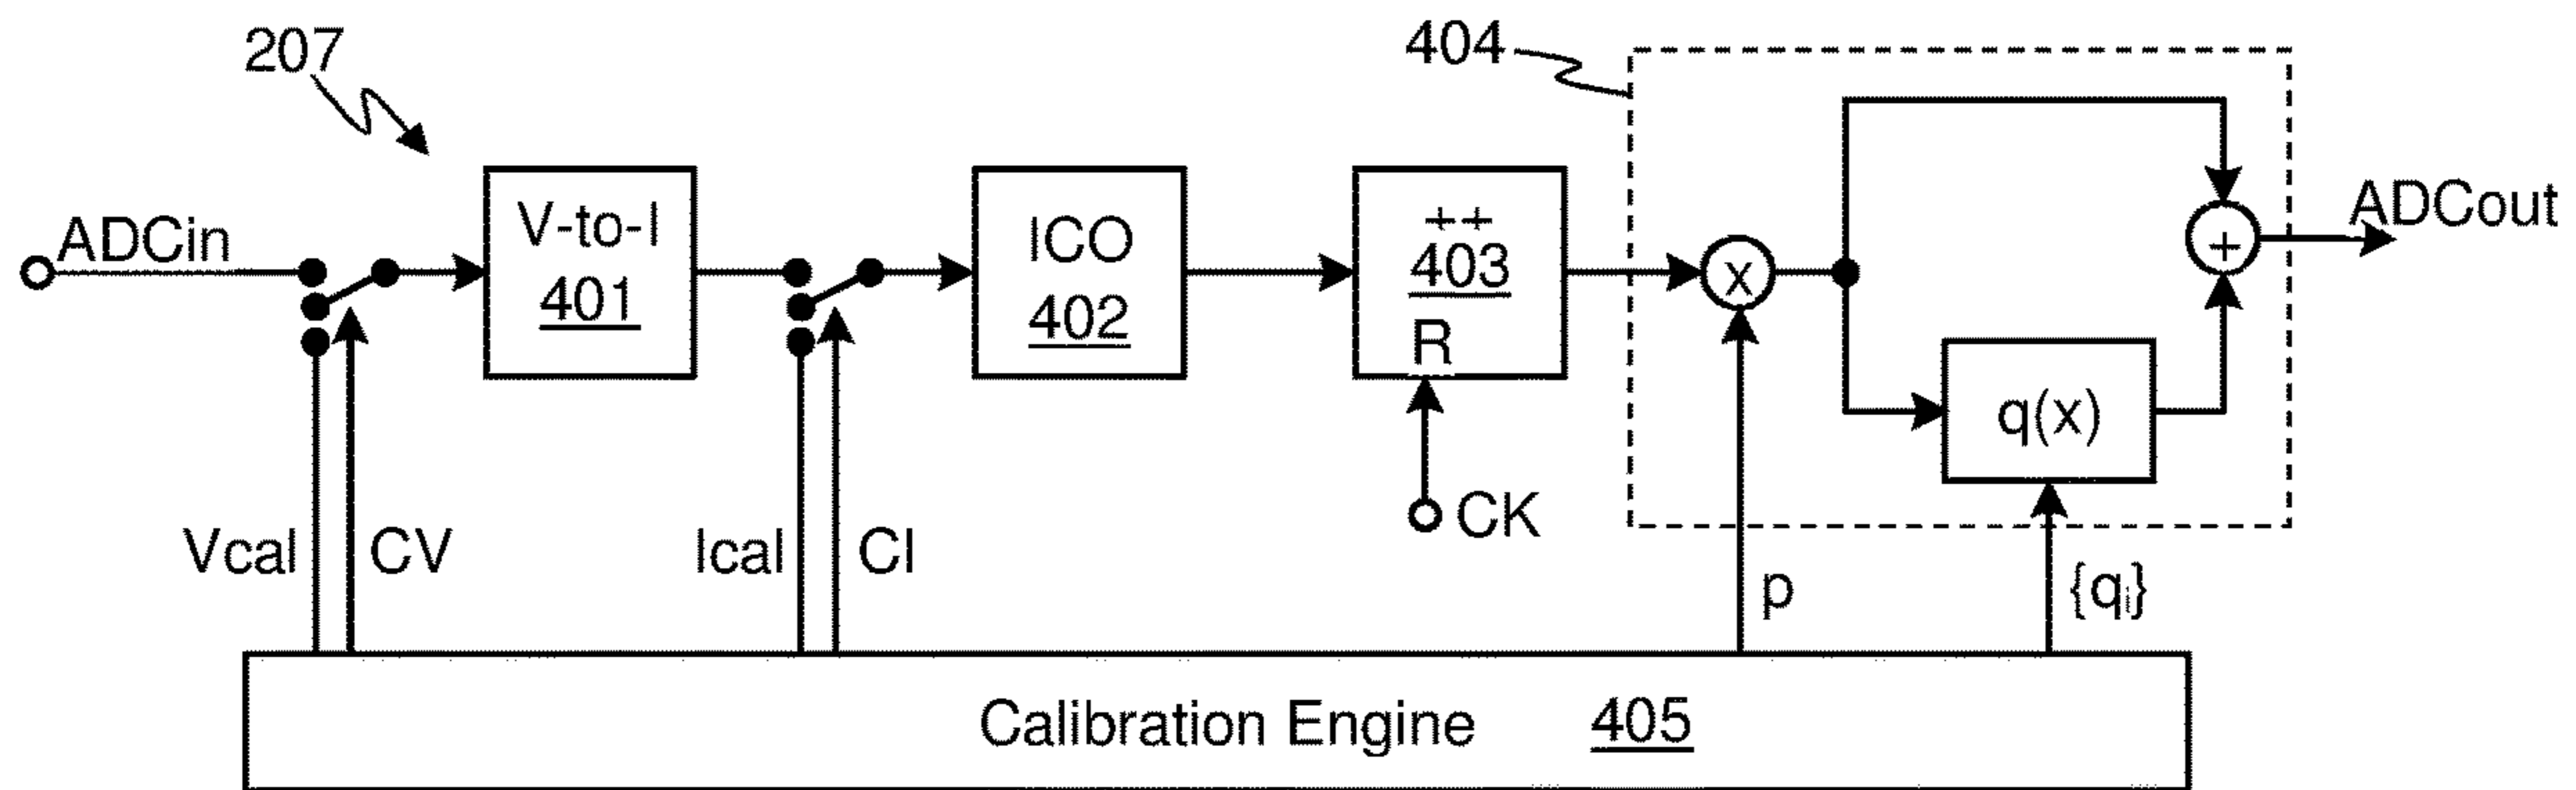 207
404
ADCin
V-to-I
401
ICO
402
++
403
R
x
q(x)
+
ADCout
CK
Vcal
CV
Ical
CI
p
{qi}
Calibration Engine 405